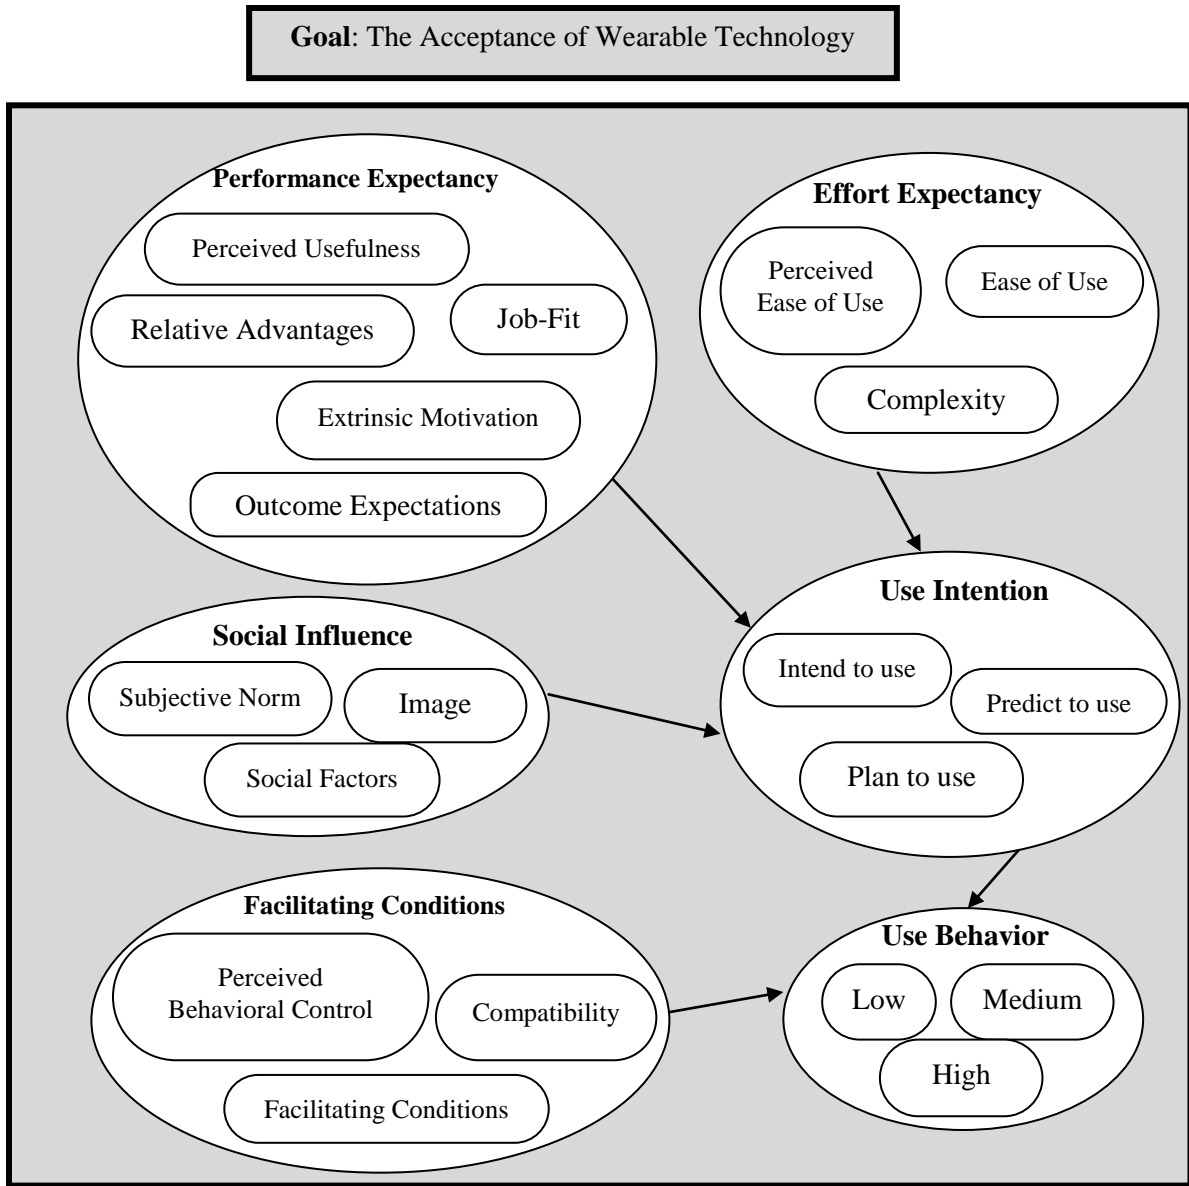 Goal: The Acceptance of Wearable Technology
Performance Expectancy
Perceived Usefulness
Relative Advantages
Job-Fit
Extrinsic Motivation
Outcome Expectations
Effort Expectancy
Perceived
Ease of Use
Ease of Use
Complexity
Social Influence
Subjective Norm
Image
Social Factors
Use Intention
Intend to use
Predict to use
Plan to use
Facilitating Conditions
Perceived
Behavioral Control
Compatibility
Facilitating Conditions
Use Behavior
Low
Medium
High